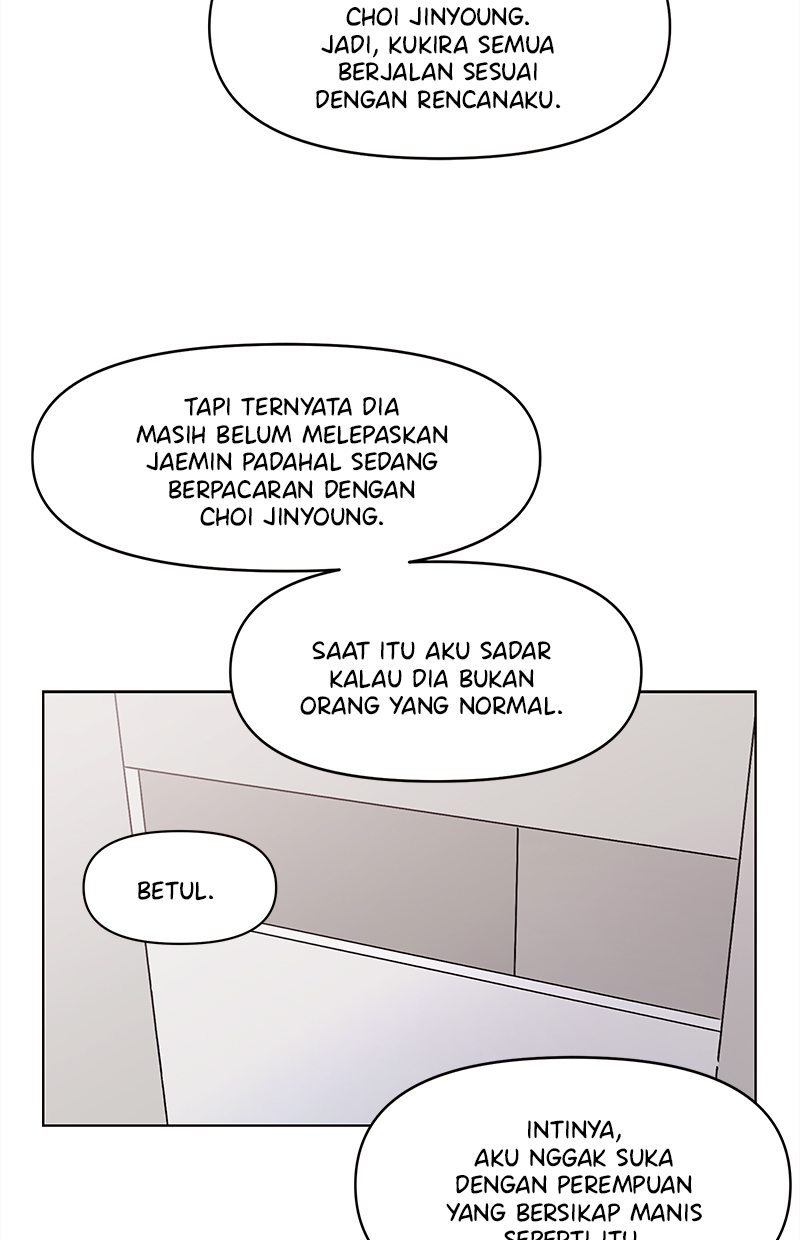 CHOI JINYOUNG.
JADI, KUKIRA SEMUA
BERJALAN SESUAI
DENGAN RENCANAKU.
TAPI TERNYATA DIA
MASIH BELUM MELEPASKAN
JAEMIN PADAHAL SEDANG
BERPACARAN DENGAN
CHOI JINYOUNG.
SAAT ITU AKU SADAR
KALAU DIA BUKAN
ORANG YANG NORMAL.
BETUL.
INTINYA,
AKU NGGAK SUKA
DENGAN PEREMPUAN
YANG BERSIKAP MANIS
SEPERTI ITU